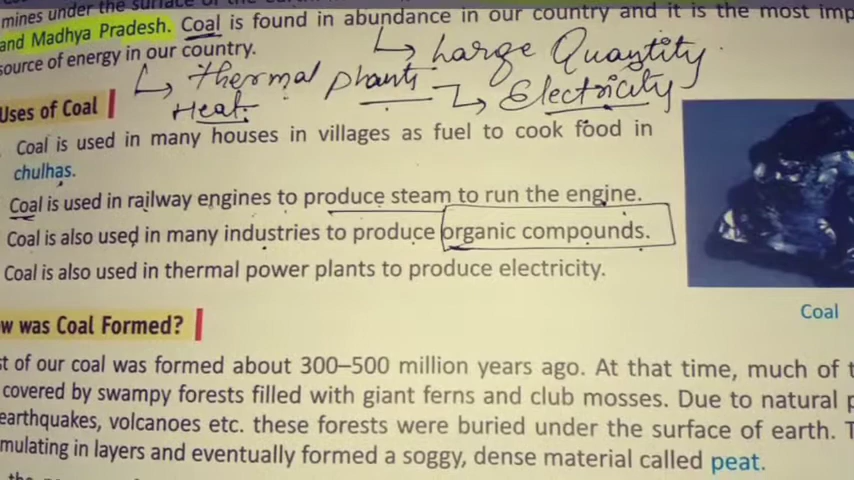 mines under the surface of the earth in
and Madhya Pradesh. Coal is found in abundance in our country and it is the most imp
source of energy in our country.
Large Quantity
Thermal plants
Electricity
Heat
Uses of Coal
Coal is used in many houses in villages as fuel to cook food in
chulhas.
Coal is used in railway engines to produce steam to run the engine.
Coal is also used in many industries to produce organic compounds.
Coal is also used in thermal power plants to produce electricity.
Coal
ow was Coal Formed?
st of our coal was formed about 300–500 million years ago. At that time, much of t
covered by swampy forests filled with giant ferns and club mosses. Due to natural p
earthquakes, volcanoes etc. these forests were buried under the surface of earth. T
mulating in layers and eventually formed a soggy, dense material called peat.